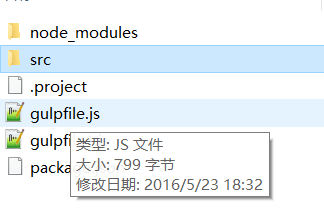 node_modules
src
.project
gulpfile.js
gulpf
packa
类型: JS 文件
大小: 799 字节
修改日期: 2016/5/23 18:32